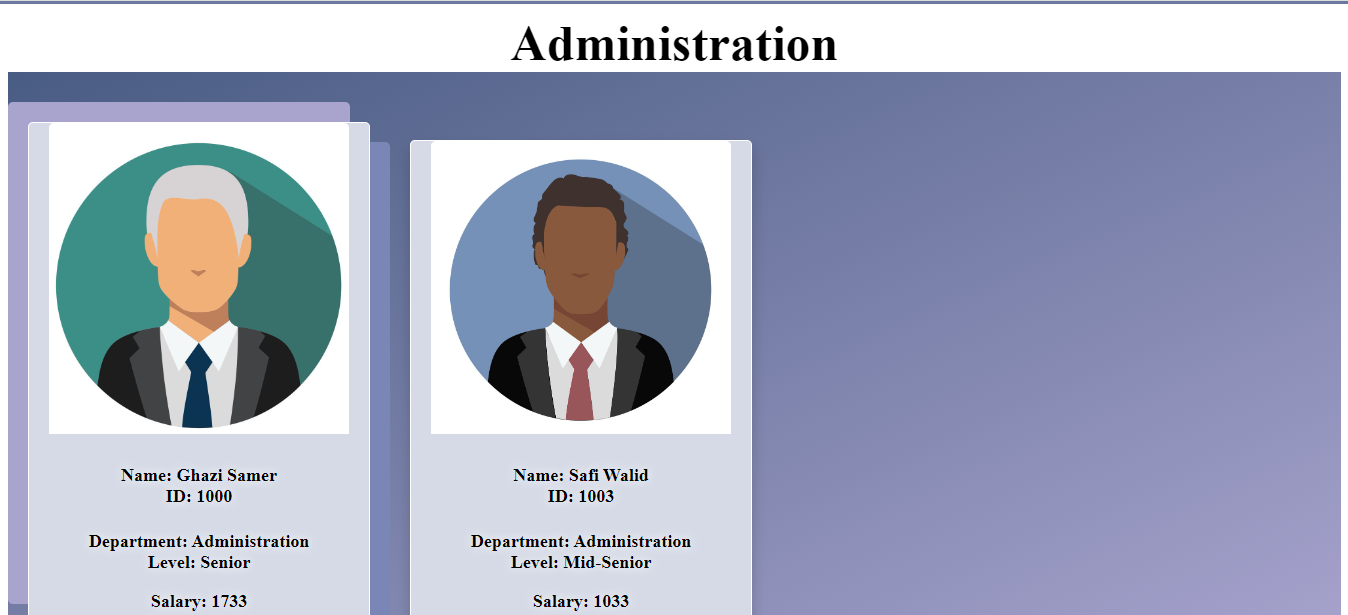 Administration
Name: Ghazi Samer
ID: 1000
Department: Administration
Level: Senior
Salary: 1733
Name: Safi Walid
ID: 1003
Department: Administration
Level: Mid-Senior
Salary: 1033